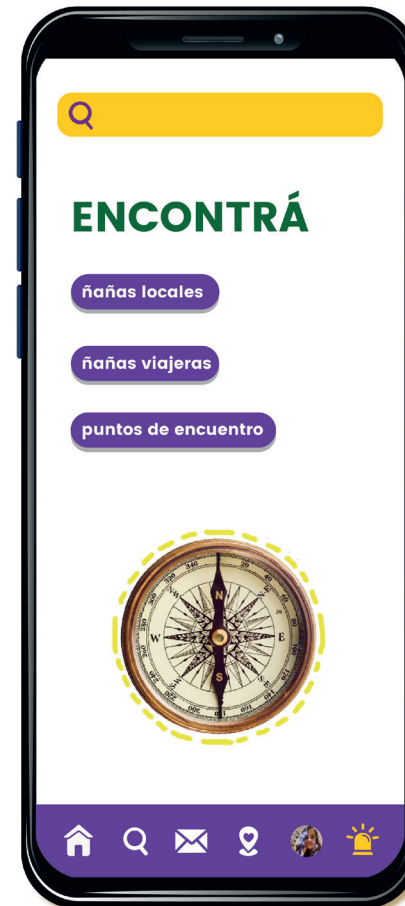 ENCONTRÁ
ñañas locales
ñañas viajeras
puntos de encuentro
N
W
E
S